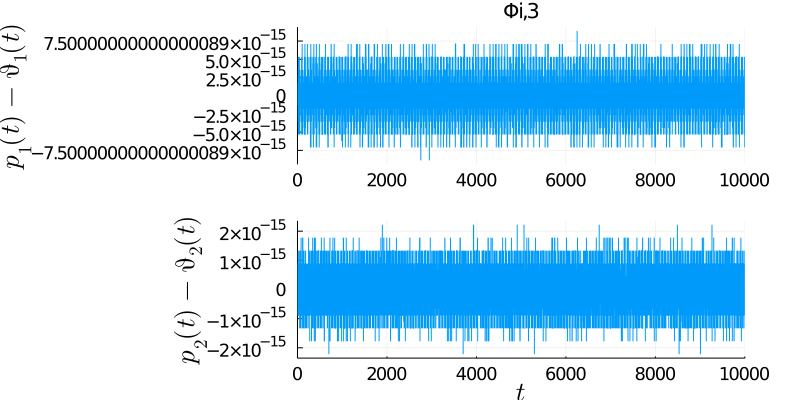 Φi,3
p₁(t) − ϑ₁(t)
7.500000000000000089×10⁻¹⁵
5.0×10⁻¹⁵
2.5×10⁻¹⁵
0
−2.5×10⁻¹⁵
−5.0×10⁻¹⁵
−7.500000000000000089×10⁻¹⁵
0 2000 4000 6000 8000 10000
p₂(t) − ϑ₂(t)
2×10⁻¹⁵
1×10⁻¹⁵
0
−1×10⁻¹⁵
−2×10⁻¹⁵
0 2000 4000 6000 8000 10000
t